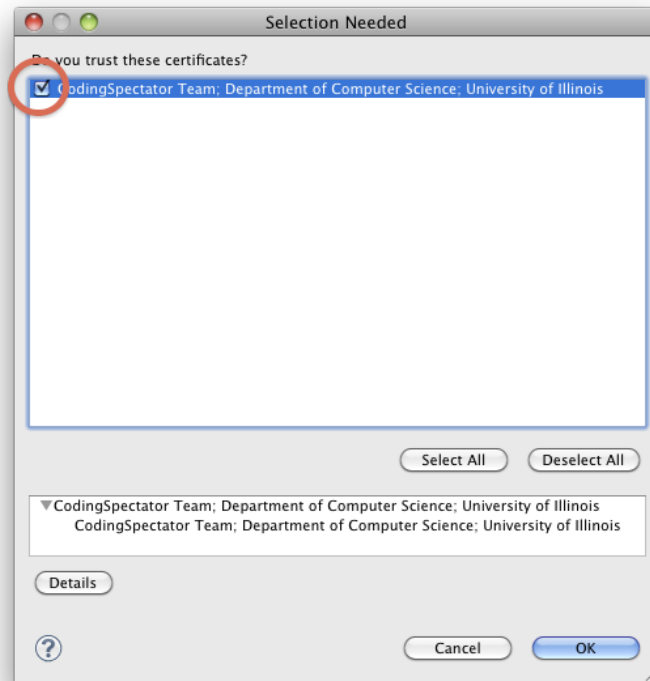 Selection Needed
Do you trust these certificates?
CodingSpectator Team; Department of Computer Science; University of Illinois
Select All
Deselect All
CodingSpectator Team; Department of Computer Science; University of Illinois
CodingSpectator Team; Department of Computer Science; University of Illinois
Details
?
Cancel
OK